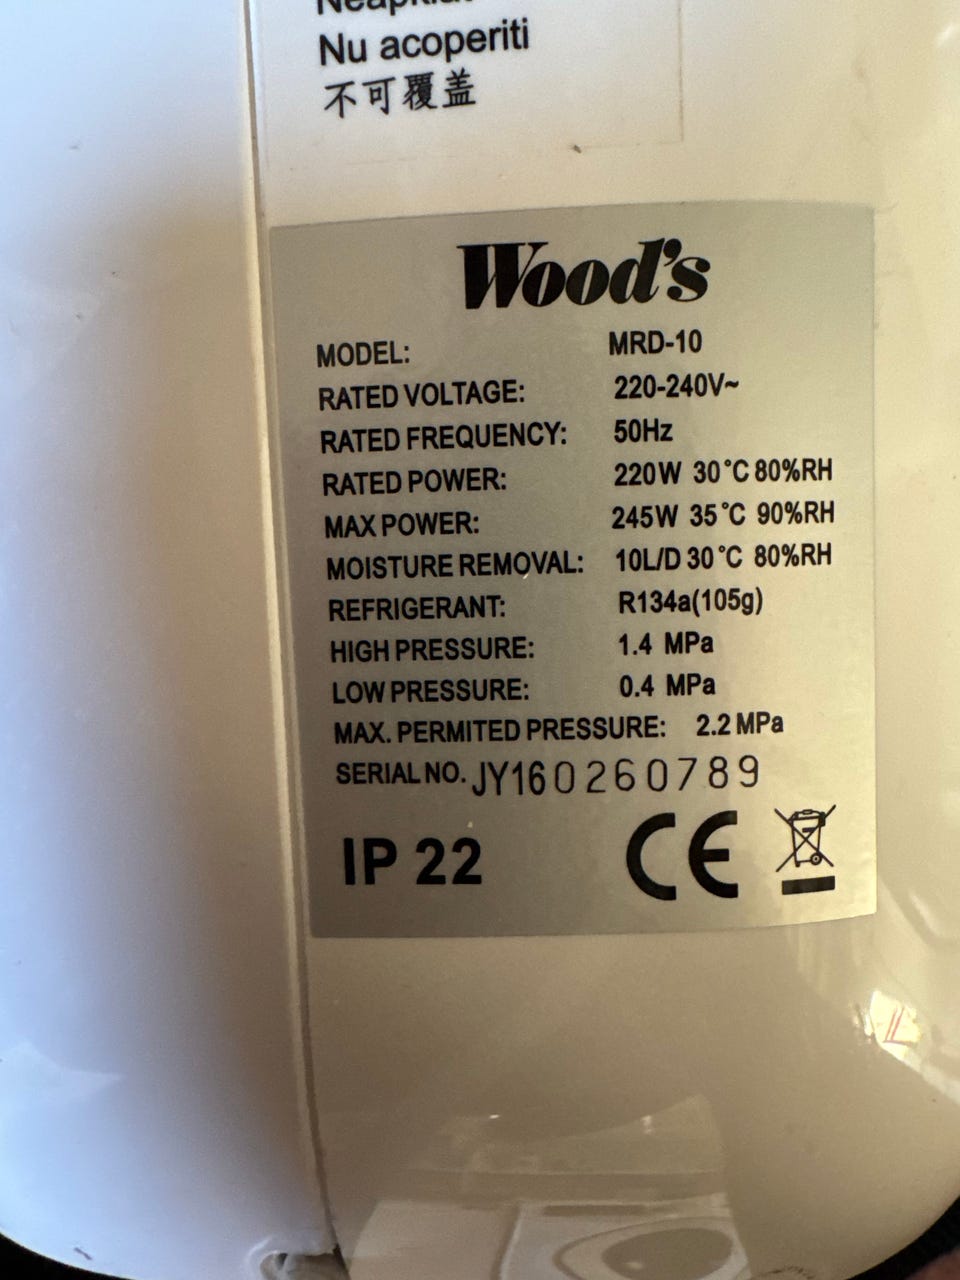 Nu acoperiti
不可覆盖
Wood's
MODEL: MRD-10
RATED VOLTAGE: 220-240V~
RATED FREQUENCY: 50Hz
RATED POWER: 220W 30°C 80%RH
MAX POWER: 245W 35°C 90%RH
MOISTURE REMOVAL: 10L/D 30°C 80%RH
REFRIGERANT: R134a(105g)
HIGH PRESSURE: 1.4 MPa
LOW PRESSURE: 0.4 MPa
MAX. PERMITED PRESSURE: 2.2 MPa
SERIAL NO. JY160260789
IP 22 CE